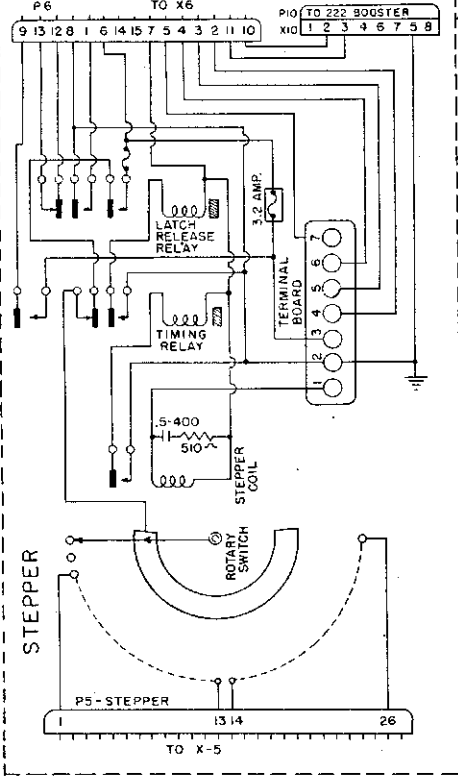 P6 TO X6
9 13 12 8 1 6 14 15 7 5 4 3 2 11 10
P10 TO 222 BOOSTER
X10 1 2 3 4 3 5 5 8
LATCH
RELEASE
RELAY
3.2 AMP.
TIMING
RELAY
TERMINAL
BOARD
7
6
5
4
3
2
1
.5-400
510
STEPPER
COIL
ROTARY
SWITCH
STEPPER
P5-STEPPER
1 13 14 26
TO X-5